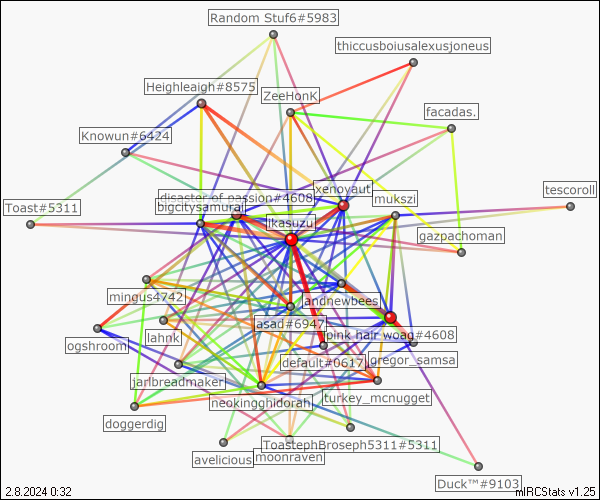 Random Stuf6#5983
thiccusboiusalexusjoneus
Heighleaigh#8575
ZeeHonK
facadas.
Knowun#6424
xenoyaut
tescoroll
disaster of passion#4608
mukszi
Toast#5311
bigcitysamurai
ikasuzu
gazpachoman
mingus4742
andnewbees
asad#6947
lahnk
pink hair woag#4608
ogshroom
default#0617
gregor_samsa
jarlbreadmaker
turkey_mcnugget
neokingghidorah
doggerdig
ToastephBroseph5311#5311
avelicious
moonraven
Duck™#9103
2.8.2024 0:32
mIRCStats v1.25